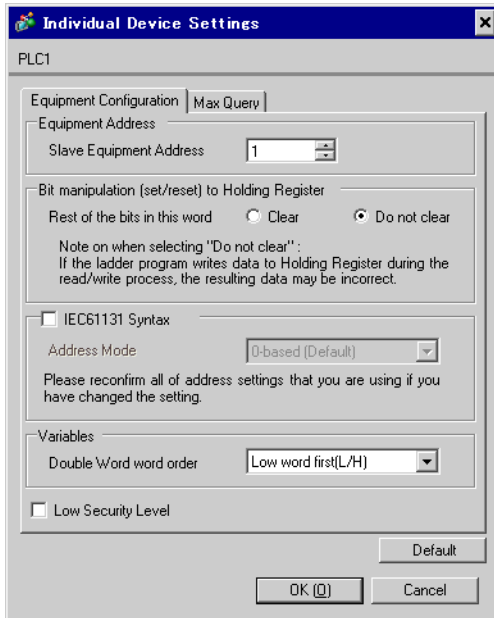 Individual Device Settings
PLC1
Equipment Configuration Max Query
Equipment Address
Slave Equipment Address 1
Bit manipulation (set/reset) to Holding Register
Rest of the bits in this word Clear Do not clear
Note on when selecting "Do not clear" :
If the ladder program writes data to Holding Register during the
read/write process, the resulting data may be incorrect.
IEC61131 Syntax
Address Mode 0-based (Default)
Please reconfirm all of address settings that you are using if you
have changed the setting.
Variables
Double Word word order Low word first(L/H)
Low Security Level
Default
OK (O) Cancel